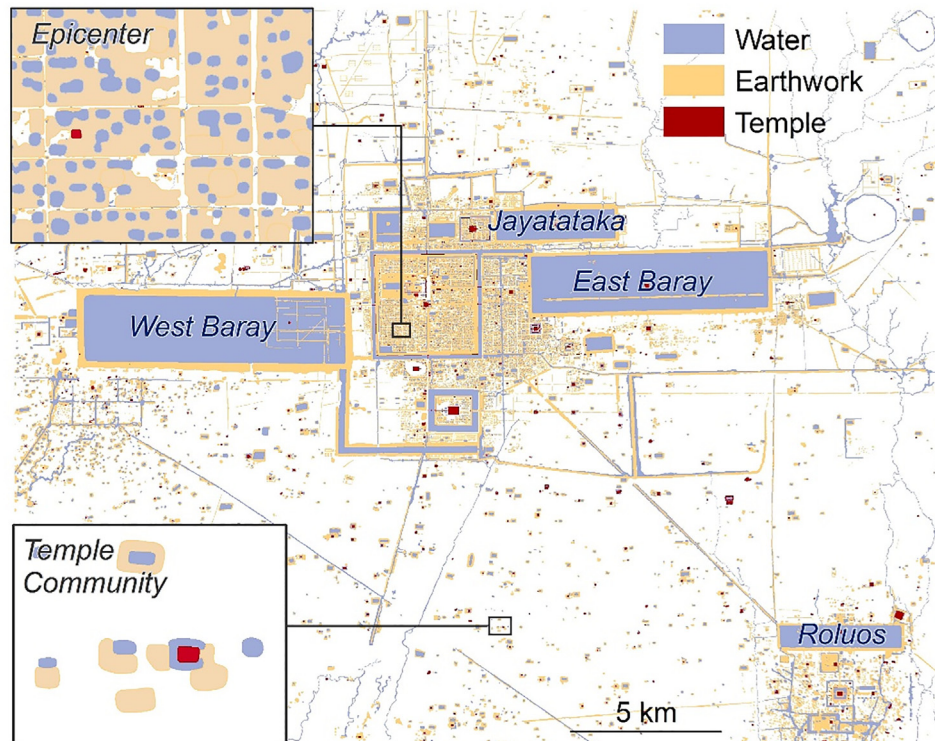 Epicenter
Water
Earthwork
Temple
Jayatataka
East Baray
West Baray
Temple
Community
Roluos
5 km